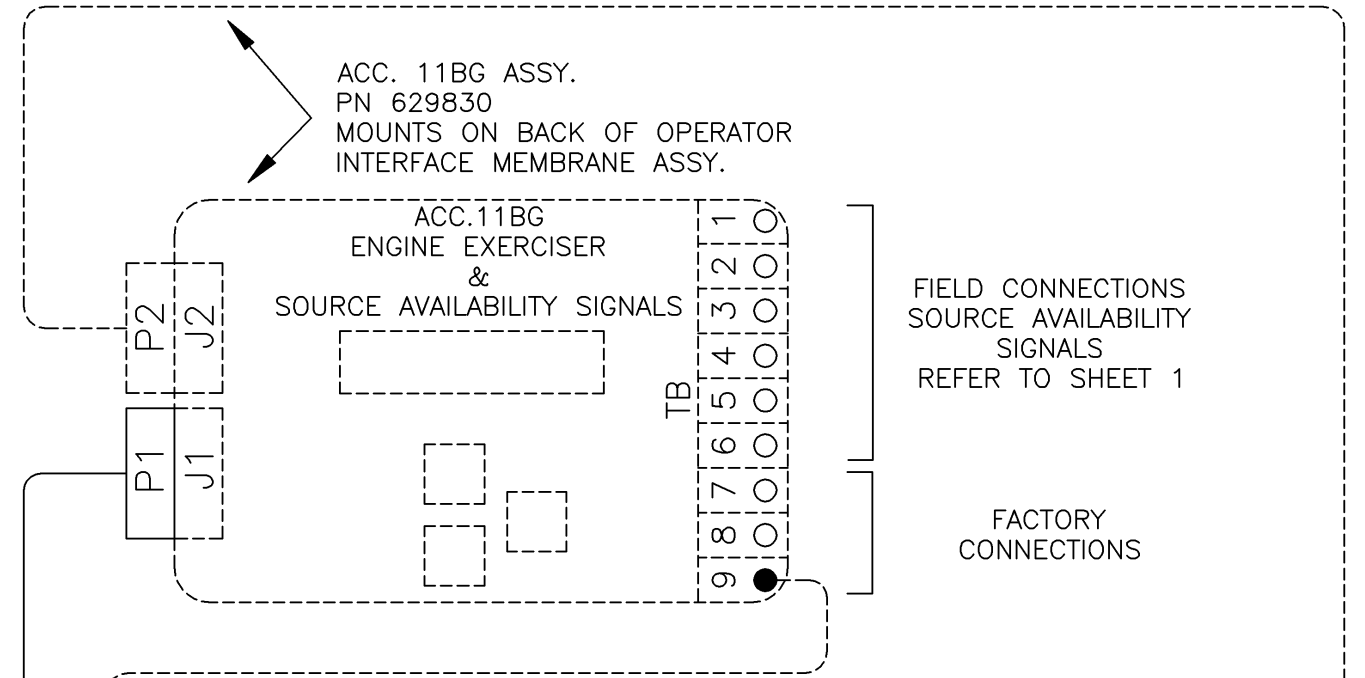 ACC. 11BG ASSY.
PN 629830
MOUNTS ON BACK OF OPERATOR
INTERFACE MEMBRANE ASSY.
ACC.11BG
ENGINE EXERCISER
&
SOURCE AVAILABILITY SIGNALS
P2
J2
P1
J1
TB
1
2
3
4
5
6
7
8
9
FIELD CONNECTIONS
SOURCE AVAILABILITY
SIGNALS
REFER TO SHEET 1
FACTORY
CONNECTIONS